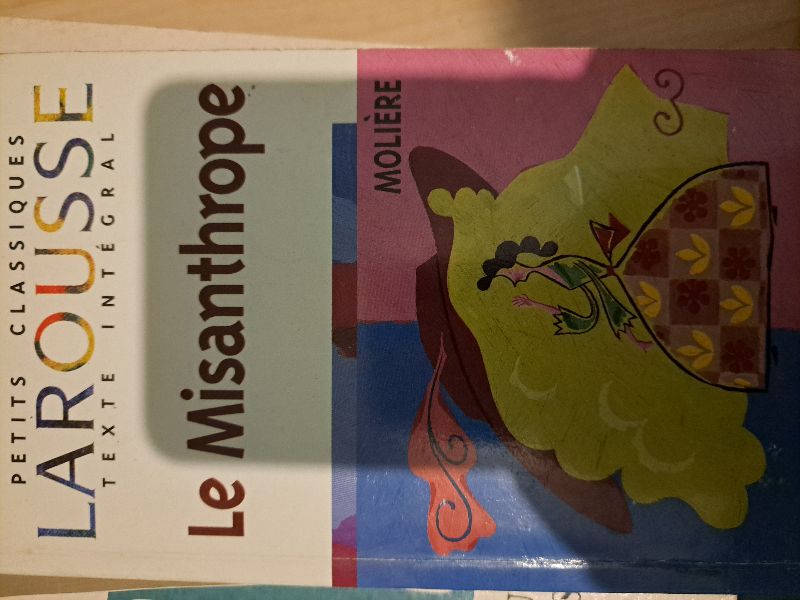 PETITS CLASSIQUES
LAROUSSE
TEXTE INTÉGRAL
Le Misanthrope
MOLIÈRE